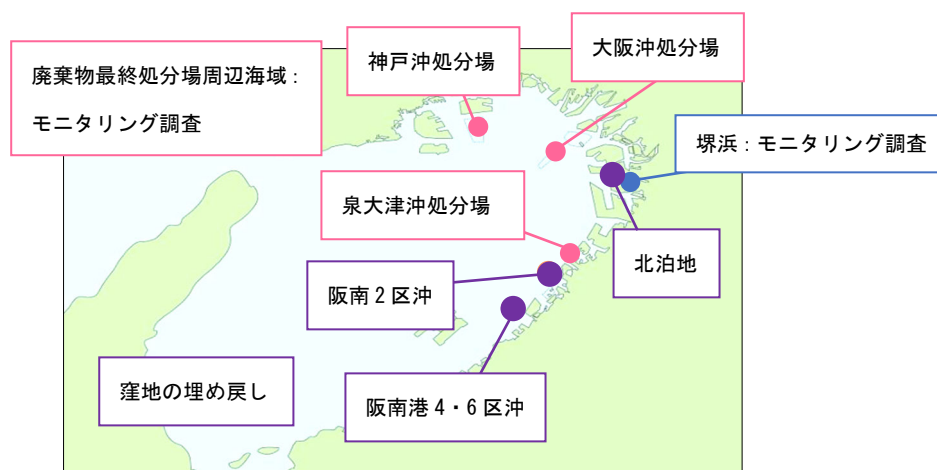 廃棄物最終処分場周辺海域：
モニタリング調査
神戸沖処分場
大阪沖処分場
堺浜：モニタリング調査
泉大津沖処分場
北泊地
阪南２区沖
窪地の埋め戻し
阪南港４・６区沖